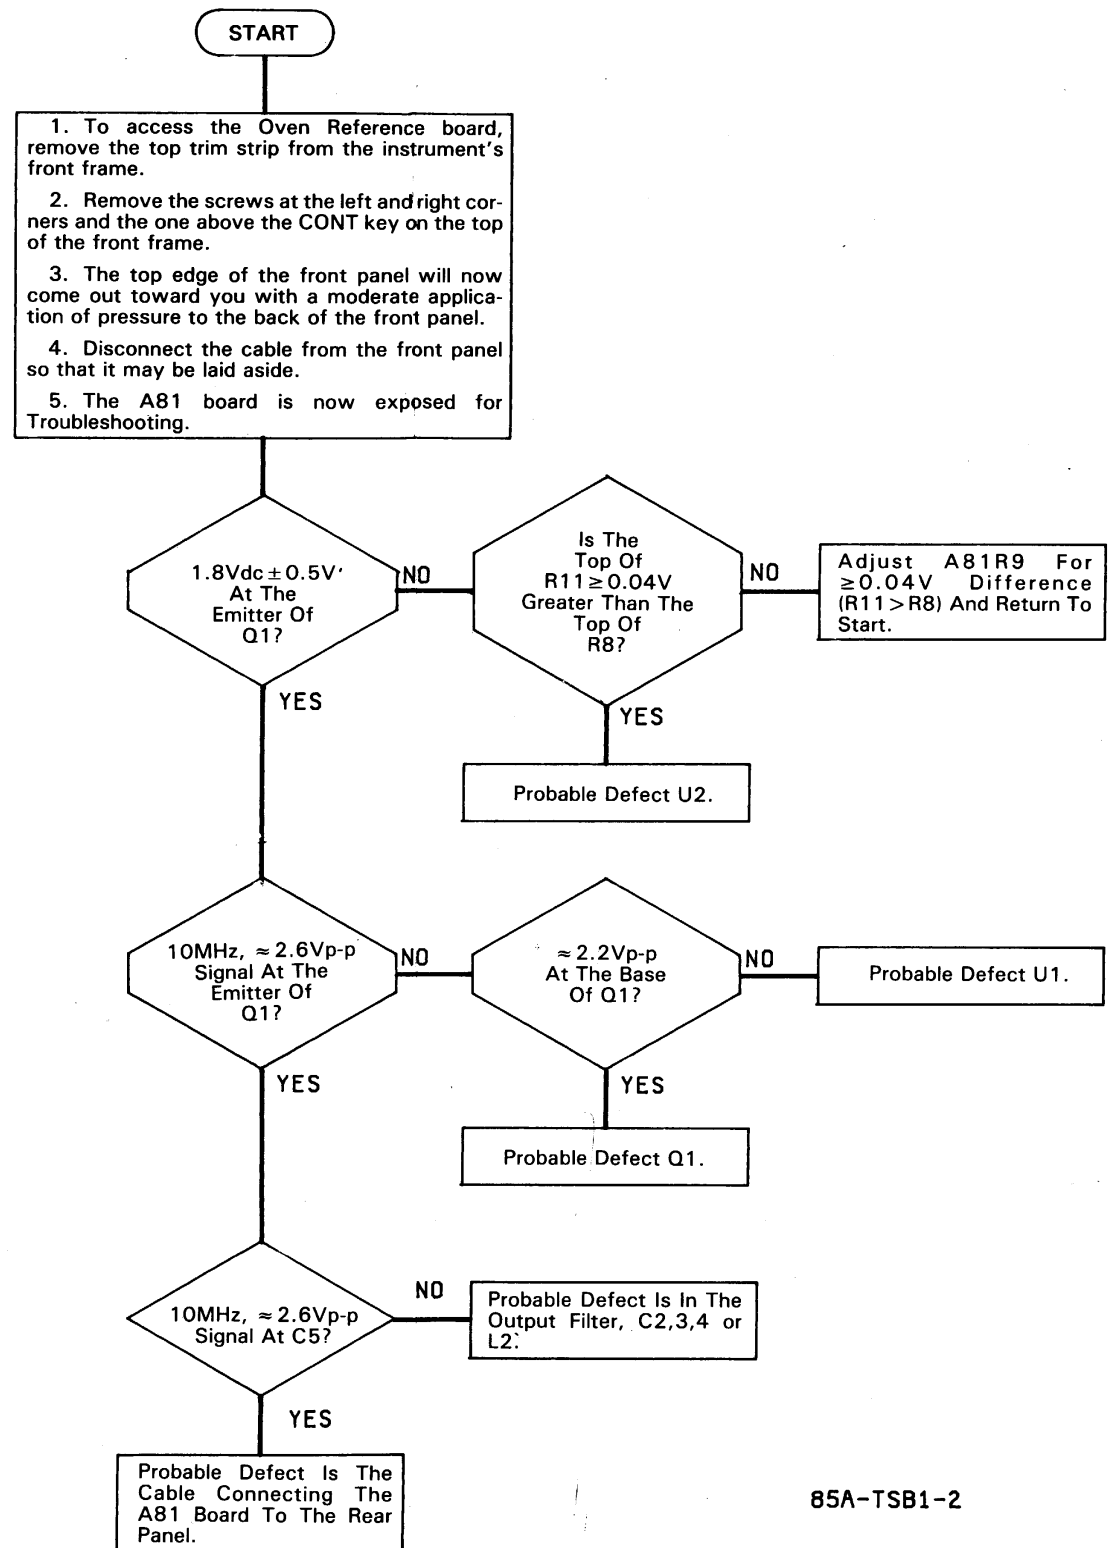 START
1. To access the Oven Reference board,
remove the top trim strip from the instrument's
front frame.
2. Remove the screws at the left and right cor-
ners and the one above the CONT key on the top
of the front frame.
3. The top edge of the front panel will now
come out toward you with a moderate applica-
tion of pressure to the back of the front panel.
4. Disconnect the cable from the front panel
so that it may be laid aside.
5. The A81 board is now exposed for
Troubleshooting.
1.8Vdc±0.5V
At The
Emitter Of
Q1?
NO
Is The
Top Of
R11≥0.04V
Greater Than The
Top Of
R8?
NO
Adjust A81R9 For
≥0.04V Difference
(R11>R8) And Return To
Start.
YES
YES
Probable Defect U2.
10MHz, ≈2.6Vp-p
Signal At The
Emitter Of
Q1?
NO
≈2.2Vp-p
At The Base
Of Q1?
NO
Probable Defect U1.
YES
YES
Probable Defect Q1.
10MHz, ≈2.6Vp-p
Signal At C5?
NO
Probable Defect Is In The
Output Filter, C2,3,4 or
L2.
YES
Probable Defect Is The
Cable Connecting The
A81 Board To The Rear
Panel.
85A-TSB1-2